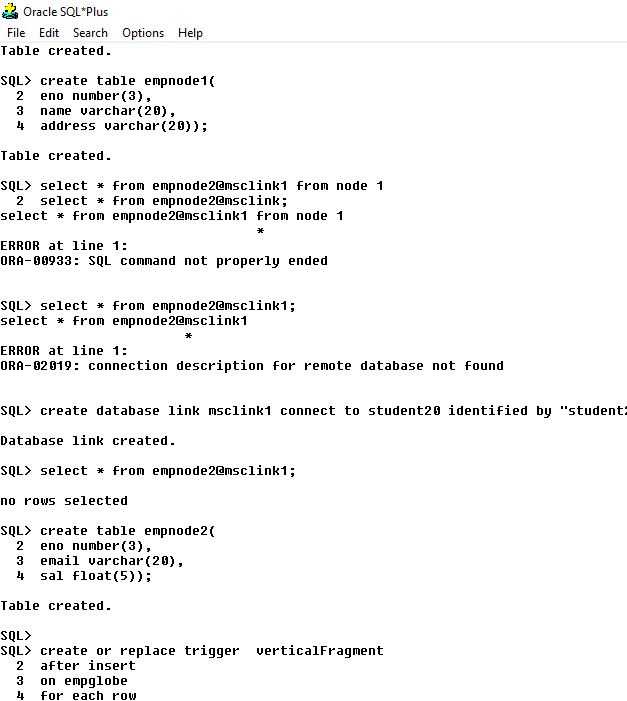 Oracle SQL*Plus
File Edit Search Options Help
Table created.
SQL> create table empnode1(
2 eno number(3),
3 name varchar(20),
4 address varchar(20));
Table created.
SQL> select * from empnode2@msclink1 from node 1
2 select * from empnode2@msclink;
select * from empnode2@msclink1 from node 1
*
ERROR at line 1:
ORA-00933: SQL command not properly ended
SQL> select * from empnode2@msclink1;
select * from empnode2@msclink1
*
ERROR at line 1:
ORA-02019: connection description for remote database not found
SQL> create database link msclink1 connect to student20 identified by "student2
Database link created.
SQL> select * from empnode2@msclink1;
no rows selected
SQL> create table empnode2(
2 eno number(3),
3 email varchar(20),
4 sal float(5));
Table created.
SQL>
SQL> create or replace trigger verticalFragment
2 after insert
3 on empglobe
4 for each row